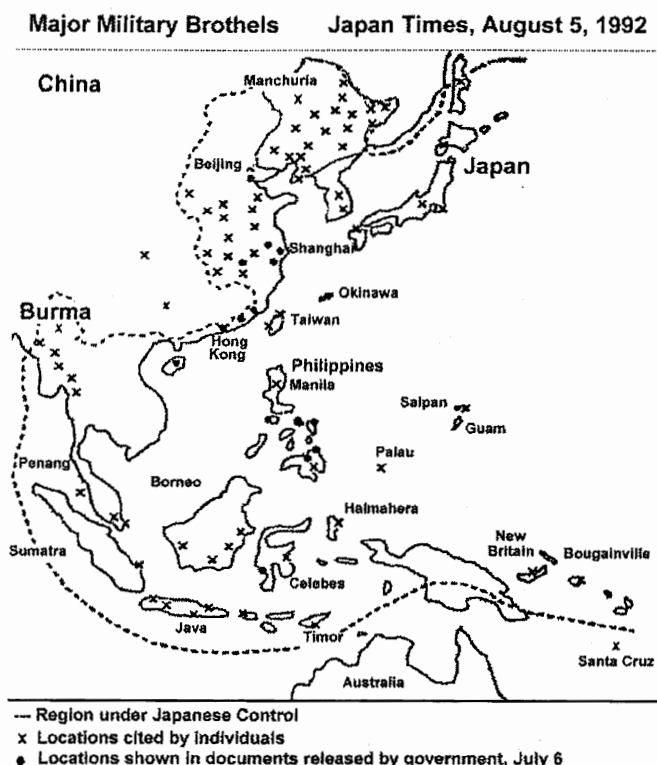 Major Military Brothels Japan Times, August 5, 1992
China
Manchuria
Beijing
Japan
Shanghai
Okinawa
Burma
Taiwan
Hong
Kong
Philippines
Manila
Saipan
Guam
Penang
Palau
Borneo
Halmahera
Sumatra
New
Britain
Bougainville
Celebes
Java
Timor
Santa Cruz
Australia
--- Region under Japanese Control
x Locations cited by individuals
• Locations shown in documents released by government, July 6